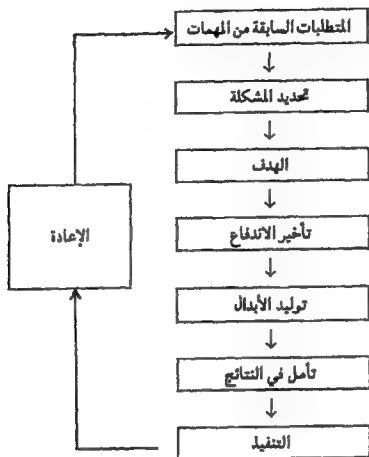 المتطلبات السابقة من المهمات
تحديد المشكلة
الهدف
تأخير الاندفاع
توليد الأبدال
تأمل في النتائج
التنفيذ
الإعادة